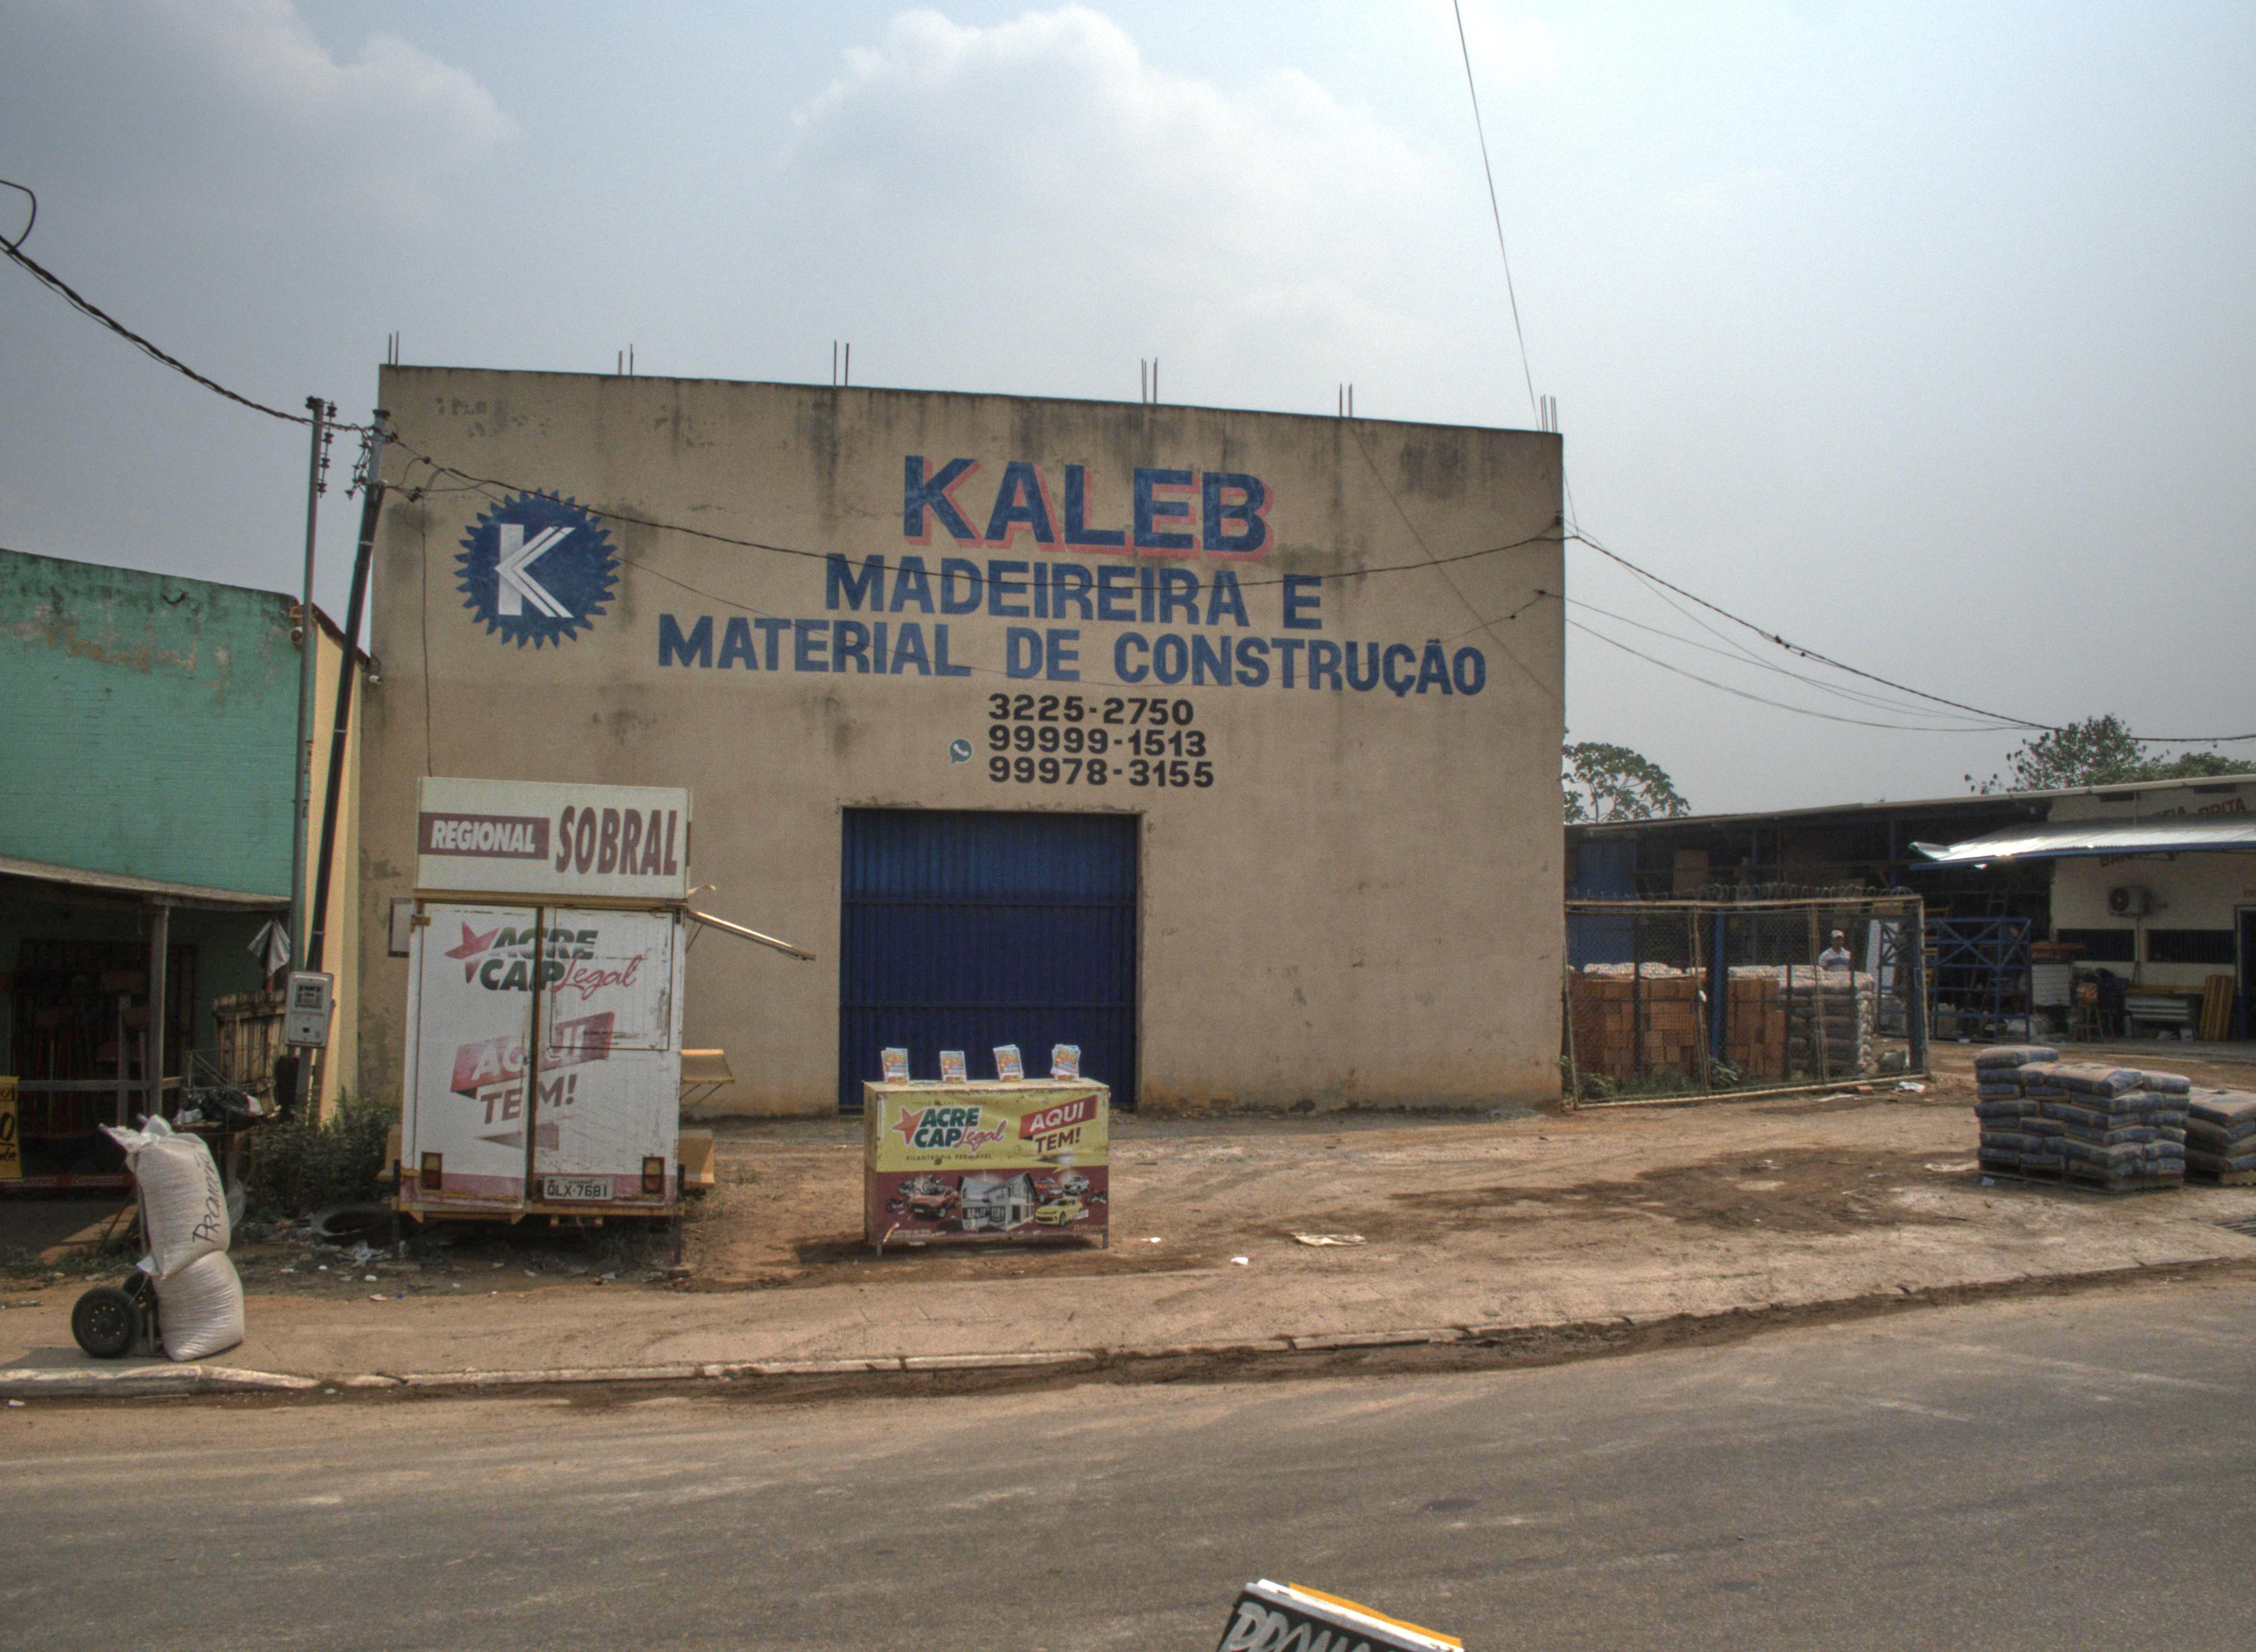 KALEB
K
MADEIREIRA E
MATERIAL DE CONSTRUÇÃO
3225-2750
99999-1513
99978-3155
REGIONAL SOBRAL
ACRE
CAP Legal
AQUI
TEM!
QLX-7681
ACRE
CAP Legal
AQUI
TEM!